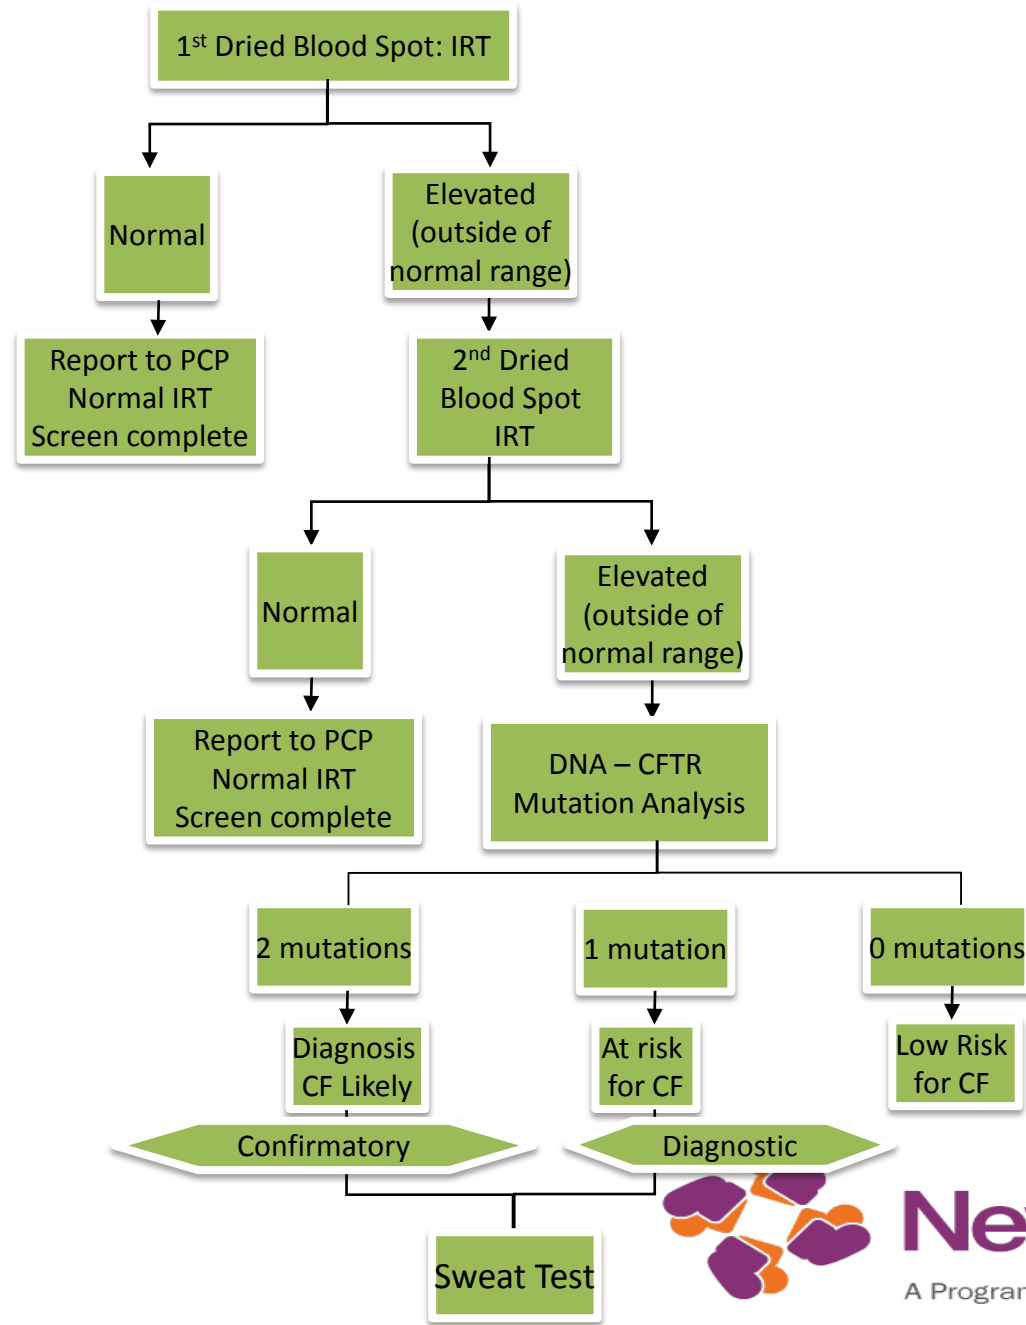 1st Dried Blood Spot: IRT
Normal
Elevated
(outside of
normal range)
Report to PCP
Normal IRT
Screen complete
2nd Dried
Blood Spot
IRT
Normal
Elevated
(outside of
normal range)
Report to PCP
Normal IRT
Screen complete
DNA – CFTR
Mutation Analysis
2 mutations
1 mutation
0 mutations
Diagnosis
CF Likely
At risk
for CF
Low Risk
for CF
Confirmatory
Diagnostic
Sweat Test
A Program